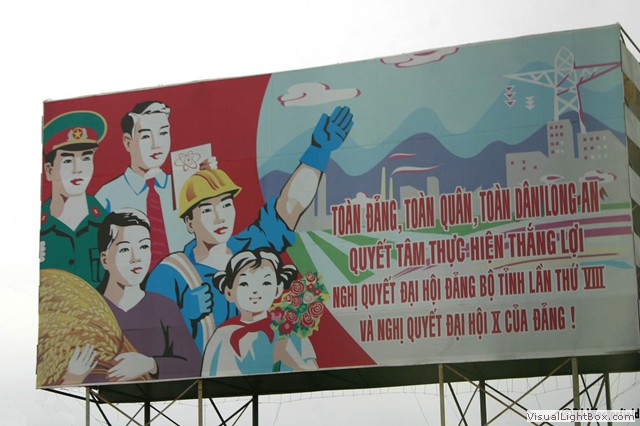 TOÀN ĐẢNG, TOÀN QUÂN, TOÀN DÂN LONG AN
QUYẾT TÂM THỰC HIỆN THẮNG LỢI
NGHỊ QUYẾT ĐẠI HỘI ĐẢNG BỘ TỈNH LẦN THỨ VIII
VÀ NGHỊ QUYẾT ĐẠI HỘI X CỦA ĐẢNG !
VisualLightBox.com